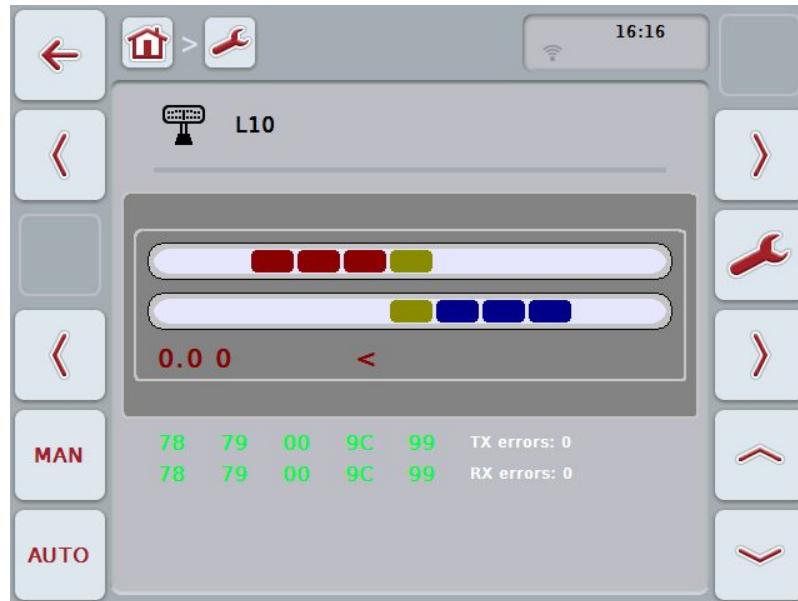 16:16
L10
0.0 0 <
MAN
78 79 00 9C 99 TX errors: 0
78 79 00 9C 99 RX errors: 0
AUTO